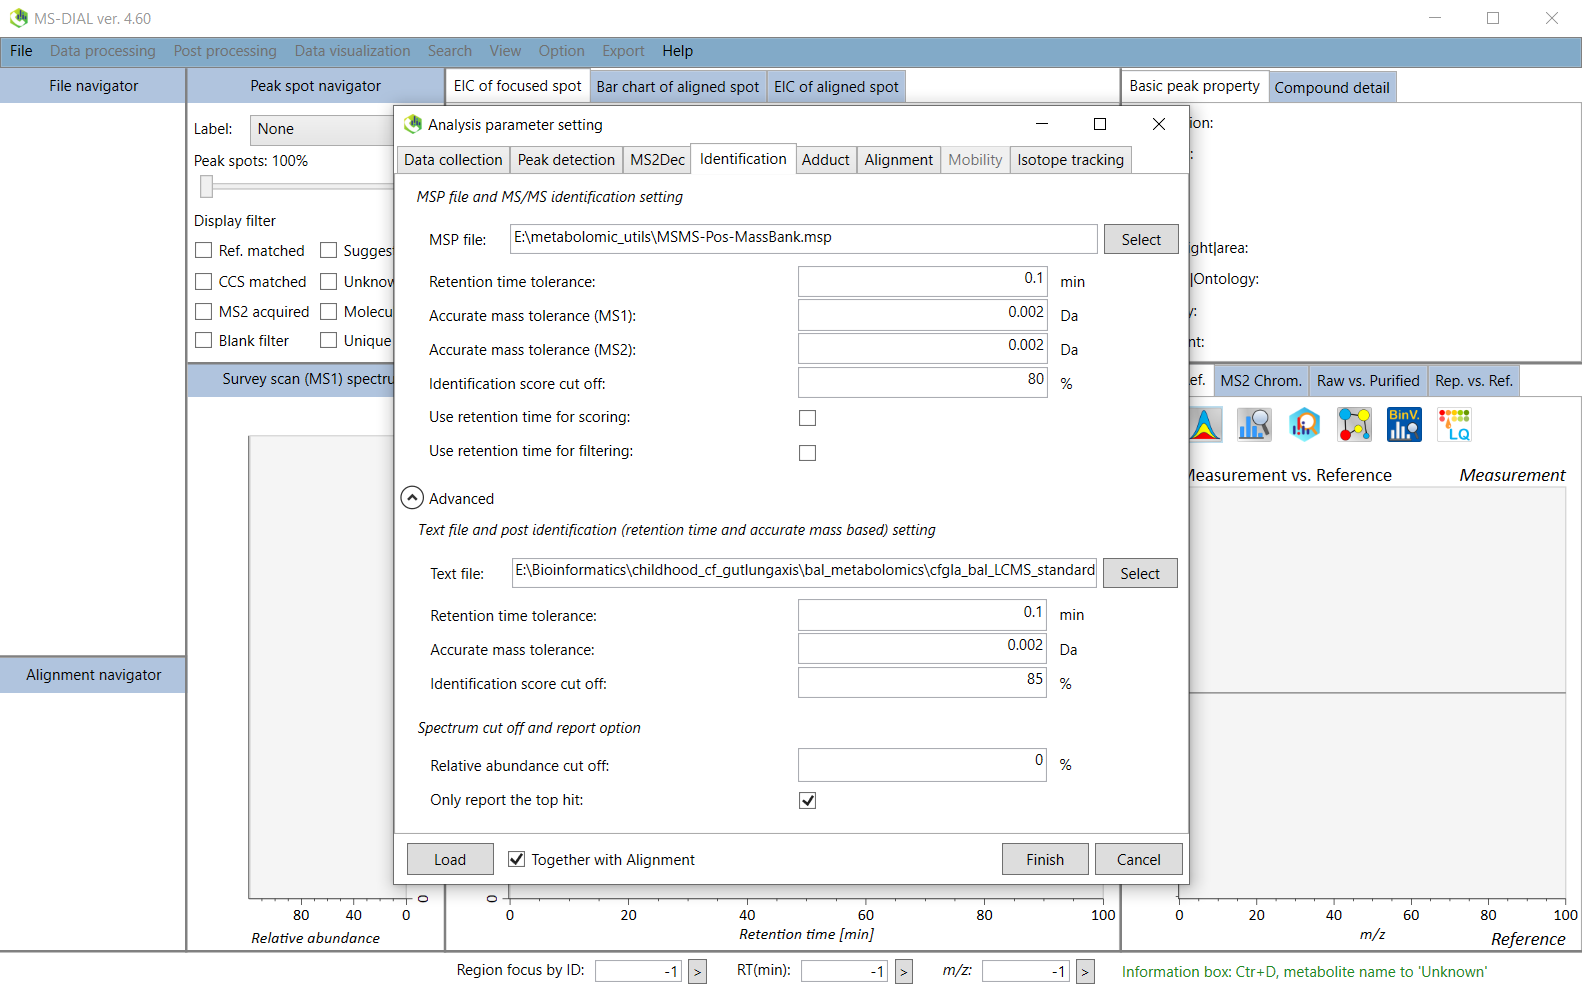 MS-DIAL ver. 4.60
File Data processing Post processing Data visualization Search View Option Export Help
File navigator
Peak spot navigator
EIC of focused spot Bar chart of aligned spot EIC of aligned spot
Basic peak property Compound detail
Label: None
Peak spots: 100%
Display filter
Ref. matched Sugges
CCS matched Unknow
MS2 acquired Molecu
Blank filter Unique
Survey scan (MS1) spectru
Alignment navigator
Analysis parameter setting
Data collection Peak detection MS2Dec Identification Adduct Alignment Mobility Isotope tracking
MSP file and MS/MS identification setting
MSP file: E:\metabolomic_utils\MSMS-Pos-MassBank.msp Select
Retention time tolerance: 0.1 min
Accurate mass tolerance (MS1): 0.002 Da
Accurate mass tolerance (MS2): 0.002 Da
Identification score cut off: 80 %
Use retention time for scoring:
Use retention time for filtering:
Advanced
Text file and post identification (retention time and accurate mass based) setting
Text file: E:\Bioinformatics\childhood_cf_gutlungaxis\bal_metabolomics\cfgla_bal_LCMS_standard Select
Retention time tolerance: 0.1 min
Accurate mass tolerance: 0.002 Da
Identification score cut off: 85 %
Spectrum cut off and report option
Relative abundance cut off: 0 %
Only report the top hit:
Load Together with Alignment Finish Cancel
ion:
:
ght|area:
|Ontology:
y:
nt:
ef. MS2 Chrom. Raw vs. Purified Rep. vs. Ref.
BinV.
LQ
Measurement vs. Reference Measurement
80 40 0 0
Relative abundance
0
0 20 40 60 80 100
Retention time [min]
0 20 40 60 80 100
m/z
Reference
Region focus by ID: -1 > RT(min): -1 > m/z: -1 >
Information box: Ctr+D, metabolite name to 'Unknown'